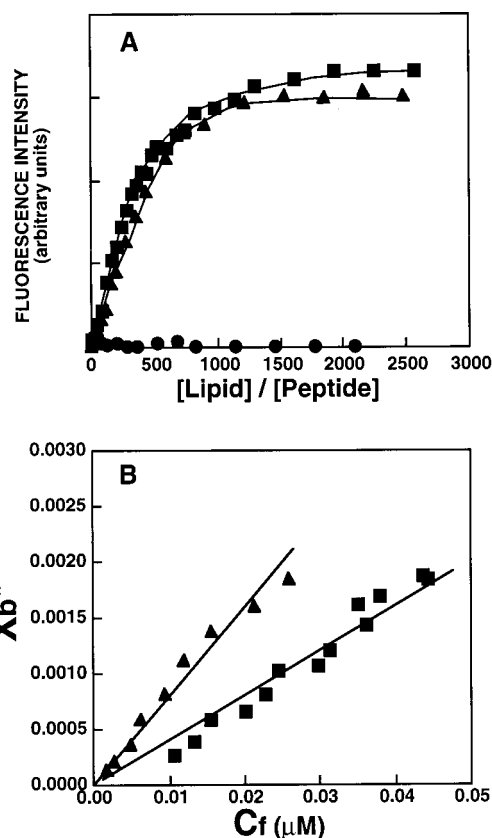 A
FLUORESCENCE INTENSITY
(arbitrary units)
0 500 1000 1500 2000 2500 3000
[Lipid] / [Peptide]
B
0.0030
0.0025
0.0020
0.0015
0.0010
0.0005
0.0000
Xb*
0.00 0.01 0.02 0.03 0.04 0.05
Cf (μM)